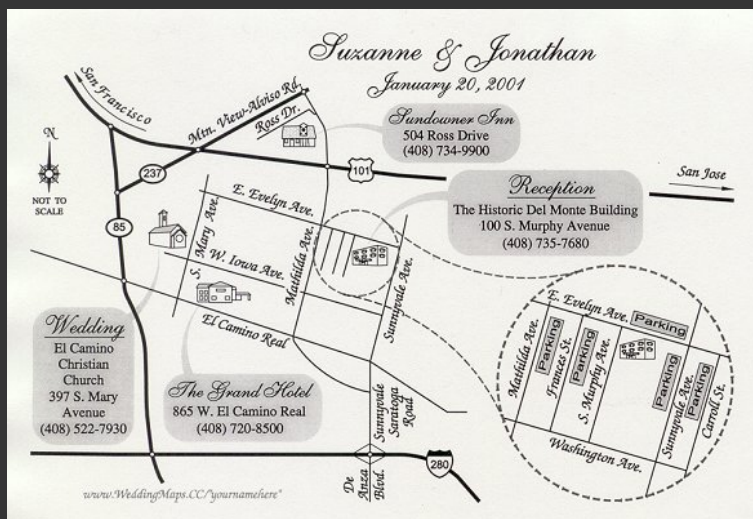 Suzanne & Jonathan
January 20, 2001
San Francisco
Mtn. View-Alviso Rd.
Ross Dr.
Sundowner Inn
504 Ross Drive
(408) 734-9900
N
NOT TO
SCALE
237
101
San Jose
85
Reception
The Historic Del Monte Building
100 S. Murphy Avenue
(408) 735-7680
E. Evelyn Ave.
S. Mary Ave.
W. Iowa Ave.
Mathilda Ave.
Sunnyvale Ave.
El Camino Real
Wedding
El Camino
Christian
Church
397 S. Mary
Avenue
(408) 522-7930
The Grand Hotel
865 W. El Camino Real
(408) 720-8500
Sunnyvale
Saratoga
Road
De
Anza
Blvd.
280
E. Evelyn Ave.
Parking
Mathilda Ave.
Parking
Frances St.
Parking
S. Murphy Ave.
Parking
Sunnyvale Ave.
Parking
Carroll St.
Washington Ave.
www.WeddingMaps.CC/yournamehere"